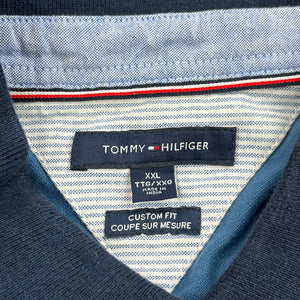 TOMMY HILFIGER
XXL
TTG/XXG
MADE IN
INDIA
CUSTOM FIT
COUPE SUR MESURE